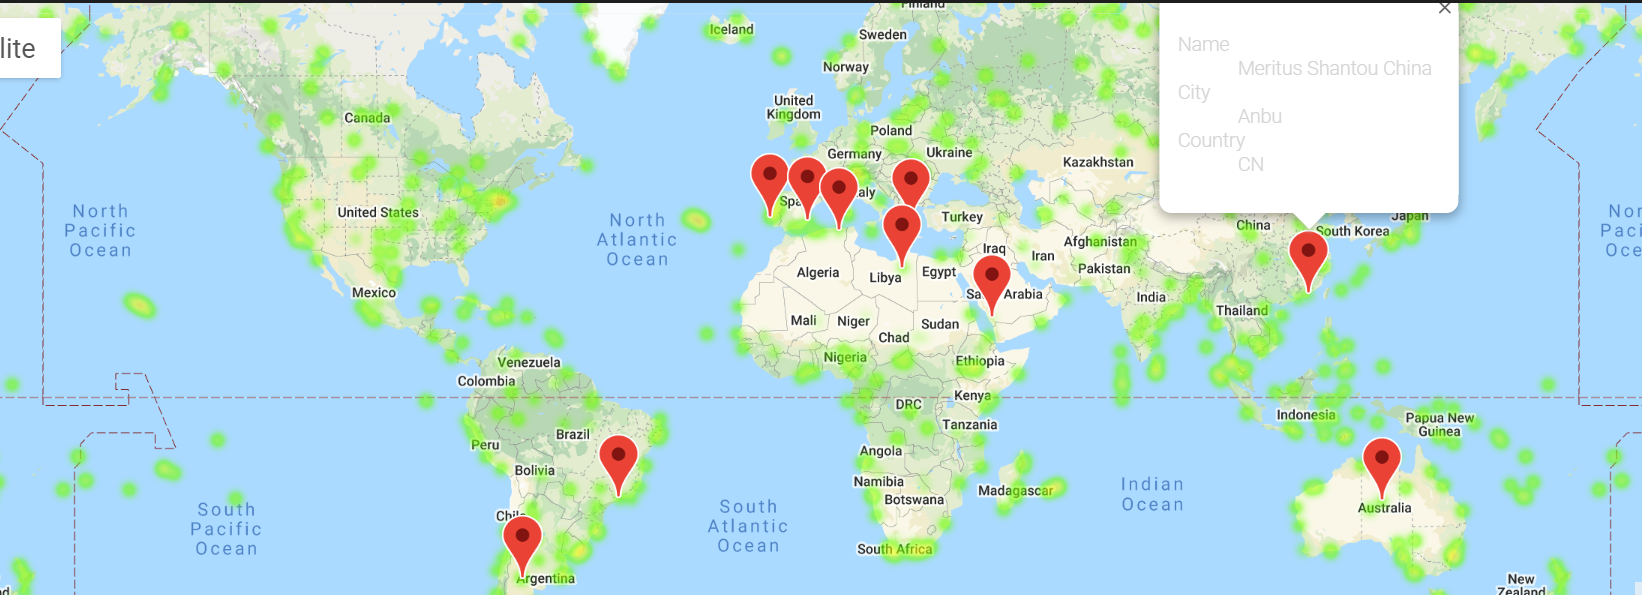 lite
Name
Meritus Shantou China
City
Anbu
Country
CN
Iceland
Finland
Sweden
Norway
United
Kingdom
Canada
Poland
Germany
Ukraine
Kazakhstan
North
Pacific
Ocean
United States
North
Atlantic
Ocean
Spa
aly
Turkey
China
South Korea
Japan
Nor
Paci
Oce
Afghanistan
Iraq
Iran
Pakistan
Algeria
Libya
Egypt
Sa
Arabia
India
Mexico
Thailand
Mali
Niger
Sudan
Chad
Nigeria
Ethiopia
Venezuela
Colombia
DRC
Kenya
Tanzania
Indonesia
Papua New
Guinea
Peru
Brazil
Bolivia
Angola
Namibia
Botswana
Madagascar
Indian
Ocean
South
Pacific
Ocean
South
Atlantic
Ocean
Chile
Australia
South Africa
Argentina
New
Zealand
nd